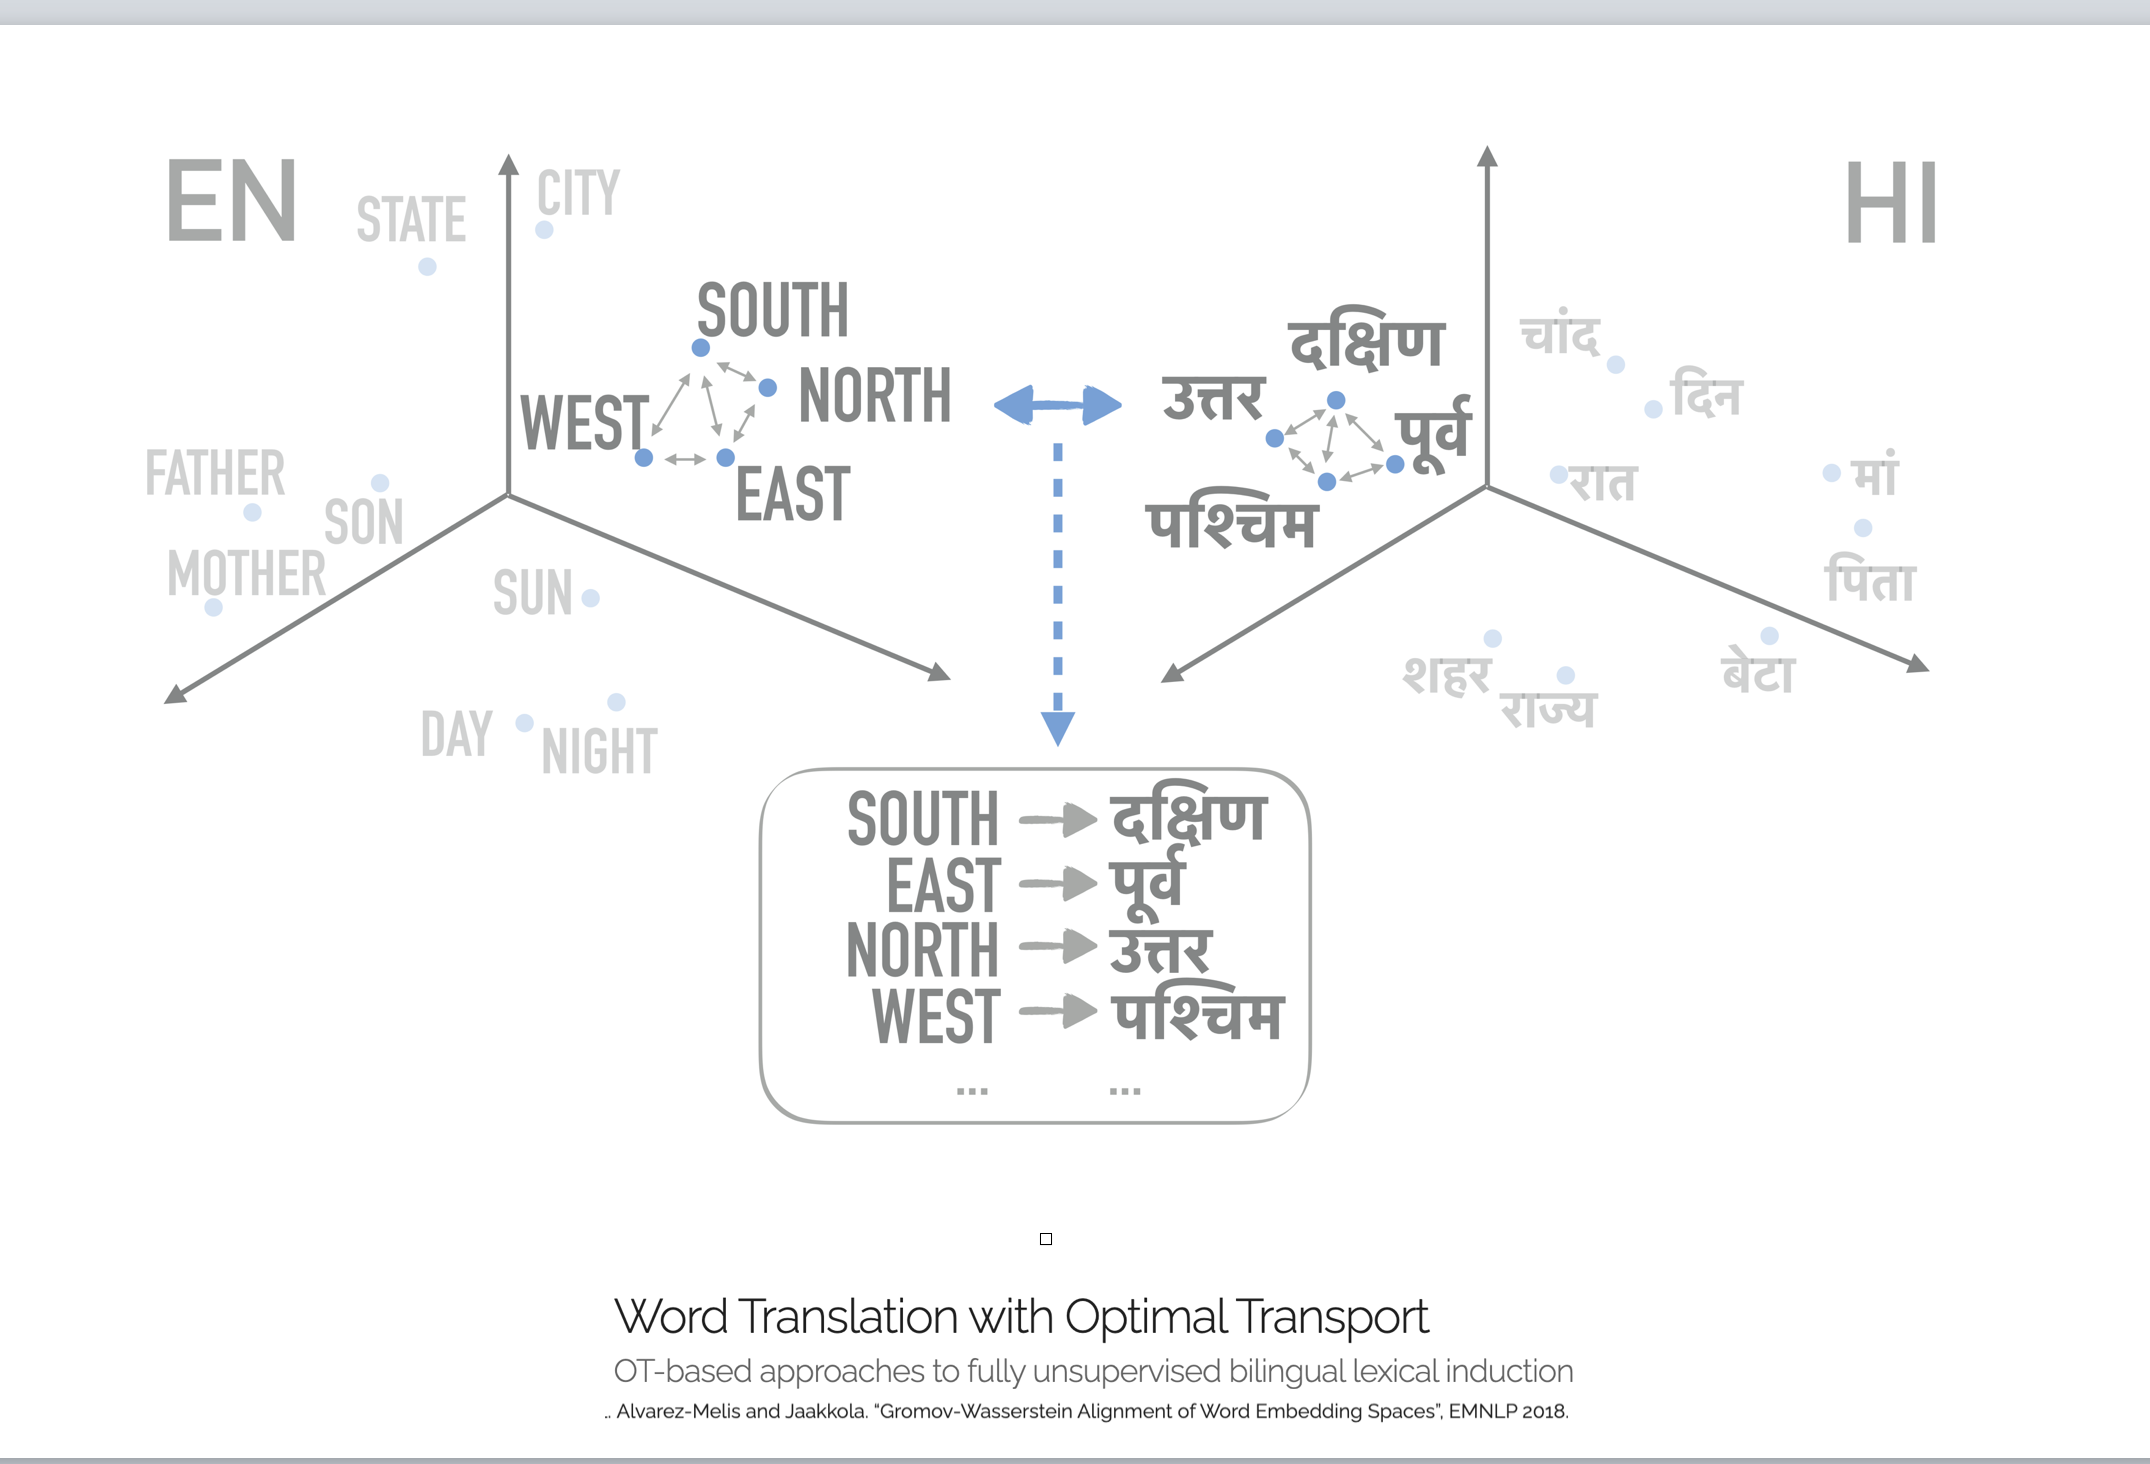 EN
STATE
CITY
SOUTH
NORTH
WEST
EAST
FATHER
SON
MOTHER
SUN
DAY
NIGHT
HI
दक्षिण
उत्तर
पूर्व
पश्चिम
चांद
दिन
रात
मां
पिता
शहर
राज्य
बेटा
SOUTH → दक्षिण
EAST → पूर्व
NORTH → उत्तर
WEST → पश्चिम
... ...
Word Translation with Optimal Transport
OT-based approaches to fully unsupervised bilingual lexical induction
.. Alvarez-Melis and Jaakkola. “Gromov-Wasserstein Alignment of Word Embedding Spaces”, EMNLP 2018.